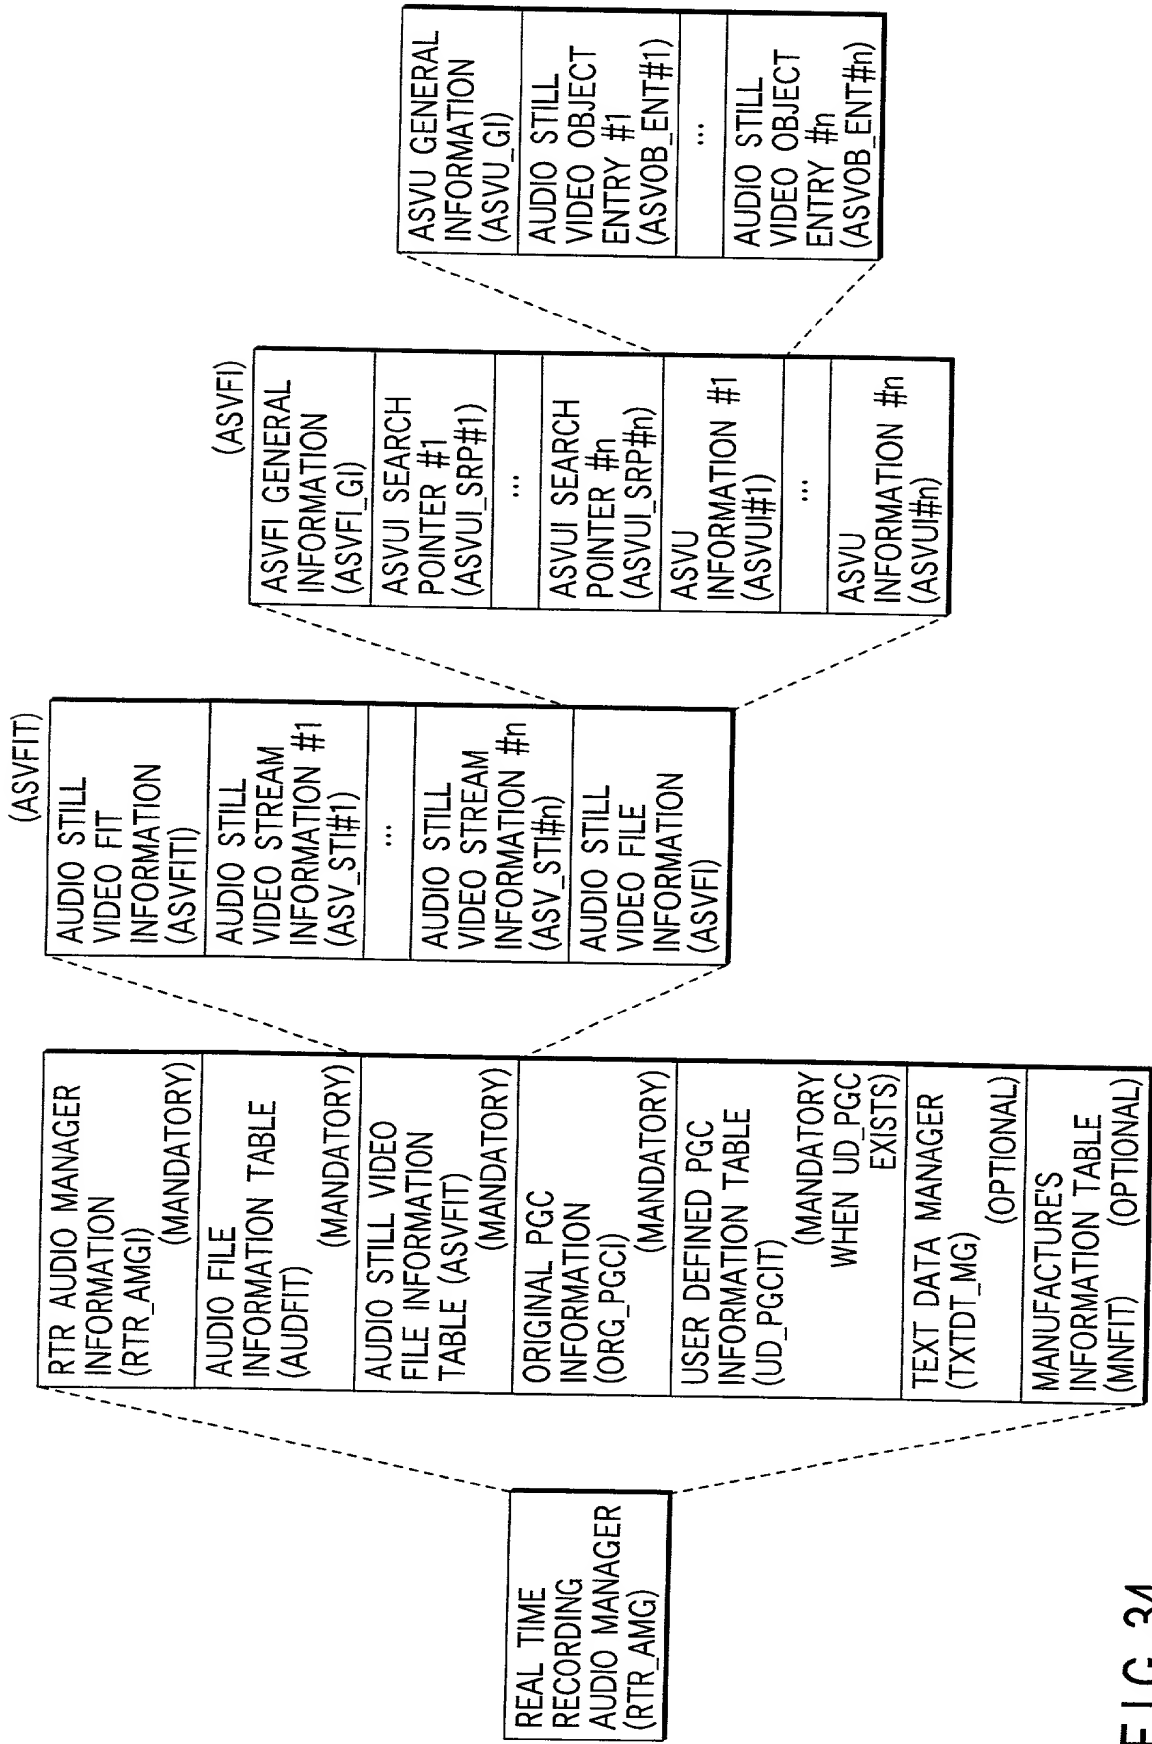 REAL TIME
RECORDING
AUDIO MANAGER
(RTR_AMG)
RTR AUDIO MANAGER
INFORMATION
(RTR_AMGI)
(MANDATORY)
AUDIO FILE
INFORMATION TABLE
(AUDFIT)
(MANDATORY)
AUDIO STILL VIDEO
FILE INFORMATION
TABLE (ASVFIT)
(MANDATORY)
ORIGINAL PGC
INFORMATION
(ORG_PGCI)
(MANDATORY)
USER DEFINED PGC
INFORMATION TABLE
(UD_PGCIT)
(MANDATORY
WHEN UD_PGC
EXISTS)
TEXT DATA MANAGER
(TXTDT_MG)
(OPTIONAL)
MANUFACTURE'S
INFORMATION TABLE
(MNFIT) (OPTIONAL)
(ASVFIT)
AUDIO STILL
VIDEO FIT
INFORMATION
(ASVFITI)
AUDIO STILL
VIDEO STREAM
INFORMATION #1
(ASV_STI#1)
...
AUDIO STILL
VIDEO STREAM
INFORMATION #n
(ASV_STI#n)
AUDIO STILL
VIDEO FILE
INFORMATION
(ASVFI)
(ASVFI)
ASVFI GENERAL
INFORMATION
(ASVFI_GI)
ASVUI SEARCH
POINTER #1
(ASVUI_SRP#1)
...
ASVUI SEARCH
POINTER #n
(ASVUI_SRP#n)
ASVU
INFORMATION #1
(ASVUI#1)
...
ASVU
INFORMATION #n
(ASVUI#n)
ASVU GENERAL
INFORMATION
(ASVU_GI)
AUDIO STILL
VIDEO OBJECT
ENTRY #1
(ASVOB_ENT#1)
...
AUDIO STILL
VIDEO OBJECT
ENTRY #n
(ASVOB_ENT#n)
FIG. 34